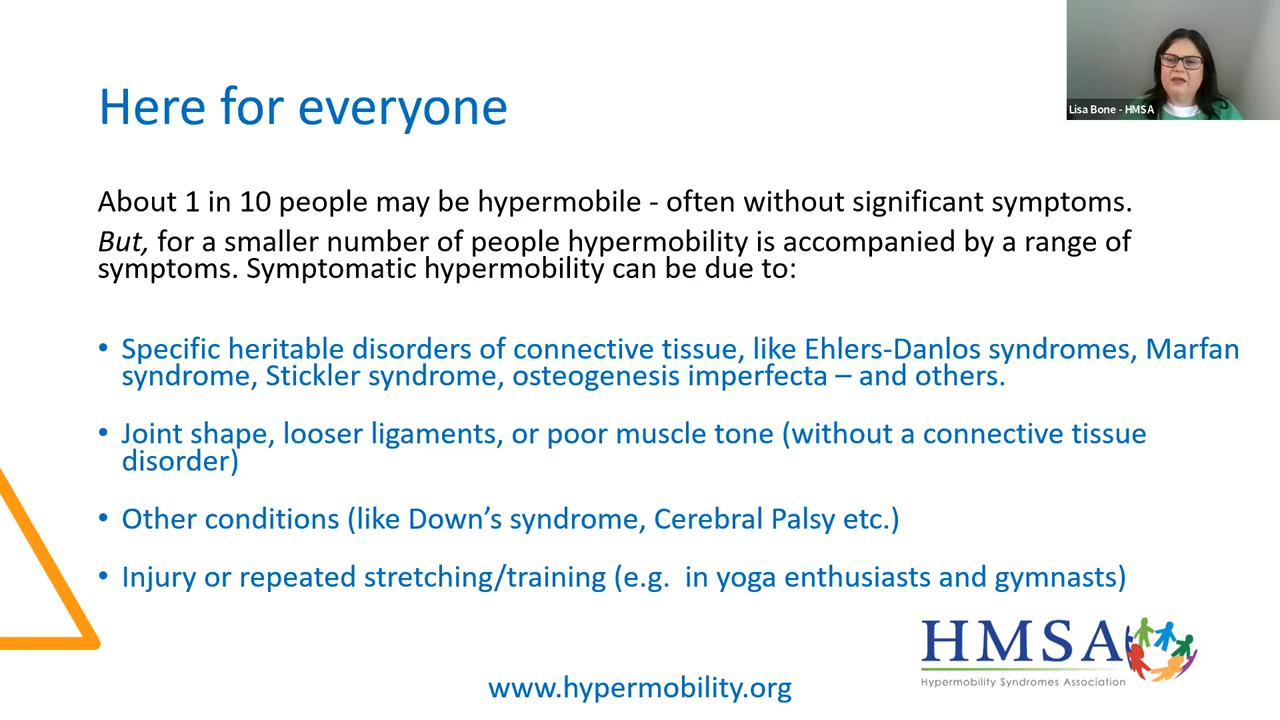 Here for everyone
Lisa Bone - HMSA
About 1 in 10 people may be hypermobile - often without significant symptoms.
But, for a smaller number of people hypermobility is accompanied by a range of
symptoms. Symptomatic hypermobility can be due to:
• Specific heritable disorders of connective tissue, like Ehlers-Danlos syndromes, Marfan
syndrome, Stickler syndrome, osteogenesis imperfecta – and others.
• Joint shape, looser ligaments, or poor muscle tone (without a connective tissue
disorder)
• Other conditions (like Down’s syndrome, Cerebral Palsy etc.)
• Injury or repeated stretching/training (e.g.  in yoga enthusiasts and gymnasts)
HMSA
Hypermobility Syndromes Association
www.hypermobility.org